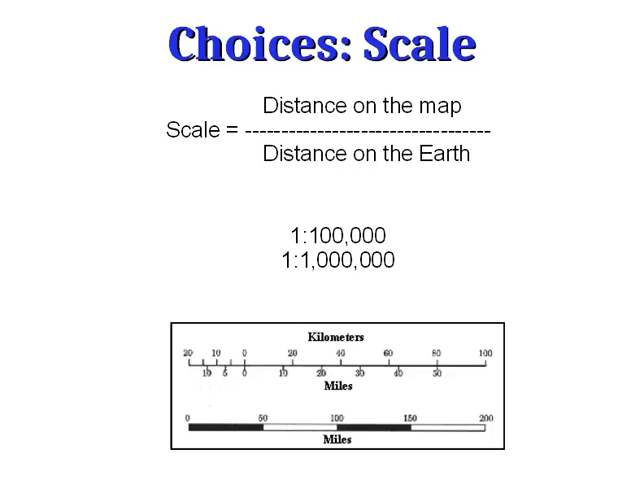 Choices: Scale
Distance on the map
Scale = ----------------------------------
Distance on the Earth
1:100,000
1:1,000,000
Kilometers
20 10 0 20 40 60 80 100
10 5 0 10 20 30 40 50
Miles
0 50 100 150 200
Miles